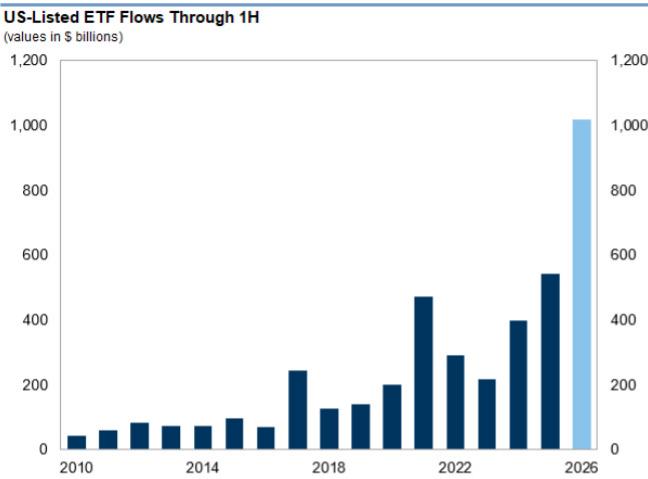 US-Listed ETF Flows Through 1H
(values in $ billions)
1,200 1,200
1,000 1,000
800 800
600 600
400 400
200 200
0 0
2010 2014 2018 2022 2026